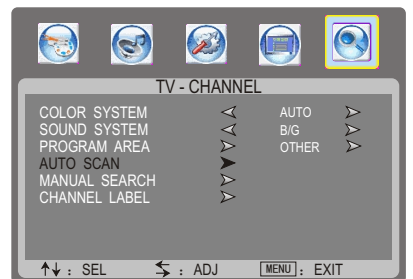 TV - CHANNEL
COLOR SYSTEM AUTO
SOUND SYSTEM B/G
PROGRAM AREA OTHER
AUTO SCAN
MANUAL SEARCH
CHANNEL LABEL
: SEL : ADJ MENU : EXIT